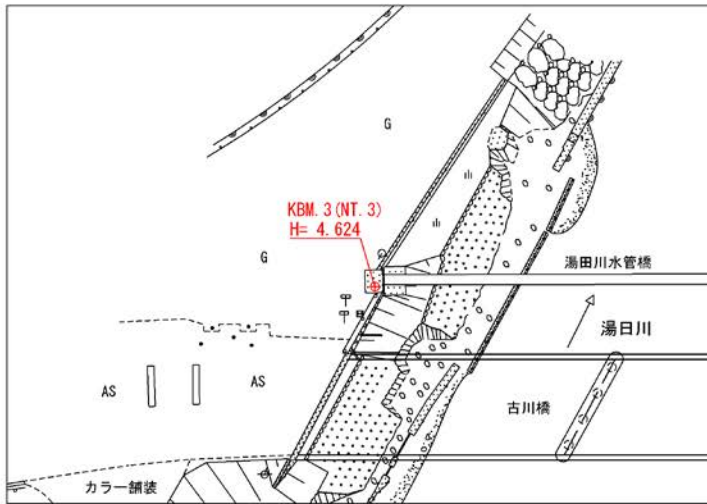 G
KBM.3(NT.3)
H= 4.624
G
湯田川水管橋
湯日川
AS
AS
古川橋
カラー舗装